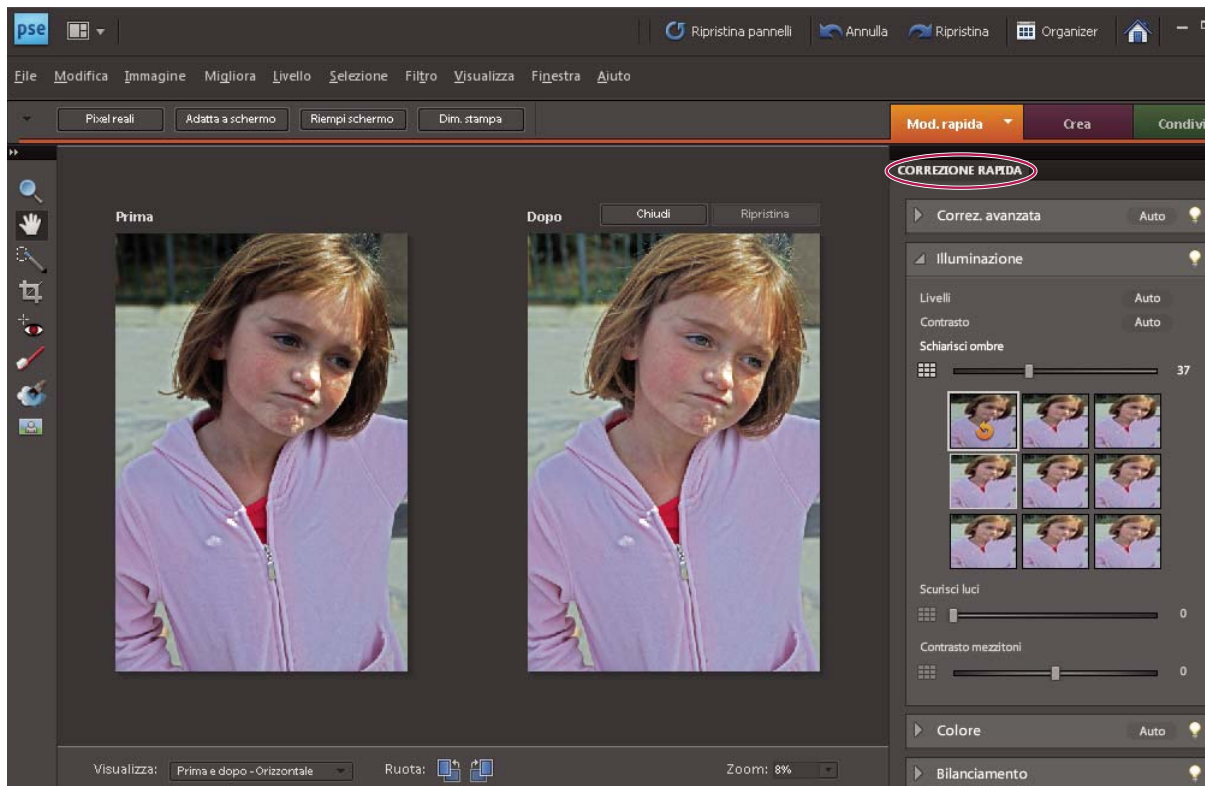 pse Ripristina pannelli Annulla Ripristina Organizer
File Modifica Immagine Migliora Livello Selezione Filtro Visualizza Finestra Aiuto
Pixel reali Adatta a schermo Riempi schermo Dim. stampa
Mod. rapida Crea Condivi
CORREZIONE RAPIDA
Prima
Dopo Chiudi Ripristina
Correz. avanzata Auto
Illuminazione
Livelli Auto
Contrasto Auto
Schiarisci ombre
37
Scurisci luci
0
Contrasto mezzitoni
0
Colore Auto
Bilanciamento
Visualizza: Prima e dopo - Orizzontale Ruota: Zoom: 8%